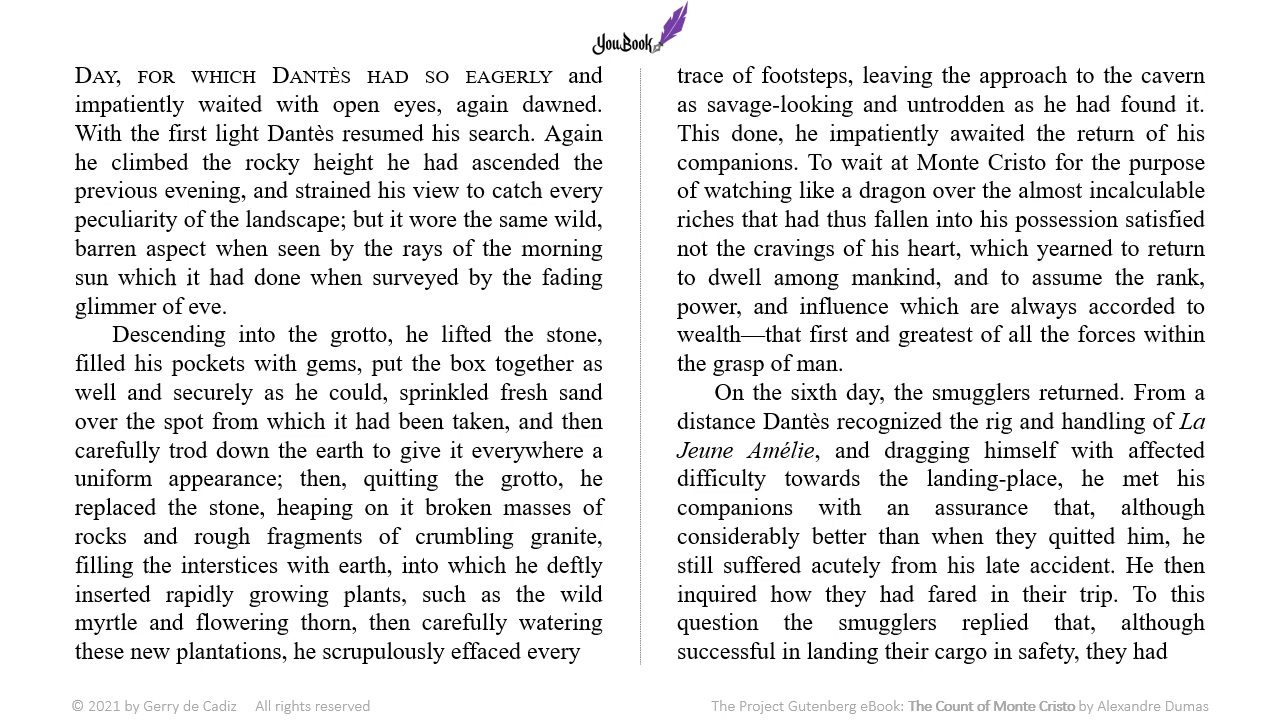 YouBook
DAY, FOR WHICH DANTÈS HAD SO EAGERLY and
impatiently waited with open eyes, again dawned.
With the first light Dantès resumed his search. Again
he climbed the rocky height he had ascended the
previous evening, and strained his view to catch every
peculiarity of the landscape; but it wore the same wild,
barren aspect when seen by the rays of the morning
sun which it had done when surveyed by the fading
glimmer of eve.
Descending into the grotto, he lifted the stone,
filled his pockets with gems, put the box together as
well and securely as he could, sprinkled fresh sand
over the spot from which it had been taken, and then
carefully trod down the earth to give it everywhere a
uniform appearance; then, quitting the grotto, he
replaced the stone, heaping on it broken masses of
rocks and rough fragments of crumbling granite,
filling the interstices with earth, into which he deftly
inserted rapidly growing plants, such as the wild
myrtle and flowering thorn, then carefully watering
these new plantations, he scrupulously effaced every
trace of footsteps, leaving the approach to the cavern
as savage-looking and untrodden as he had found it.
This done, he impatiently awaited the return of his
companions. To wait at Monte Cristo for the purpose
of watching like a dragon over the almost incalculable
riches that had thus fallen into his possession satisfied
not the cravings of his heart, which yearned to return
to dwell among mankind, and to assume the rank,
power, and influence which are always accorded to
wealth—that first and greatest of all the forces within
the grasp of man.
On the sixth day, the smugglers returned. From a
distance Dantès recognized the rig and handling of La
Jeune Amélie, and dragging himself with affected
difficulty towards the landing-place, he met his
companions with an assurance that, although
considerably better than when they quitted him, he
still suffered acutely from his late accident. He then
inquired how they had fared in their trip. To this
question the smugglers replied that, although
successful in landing their cargo in safety, they had
© 2021 by Gerry de Cadiz All rights reserved
The Project Gutenberg eBook: The Count of Monte Cristo by Alexandre Dumas